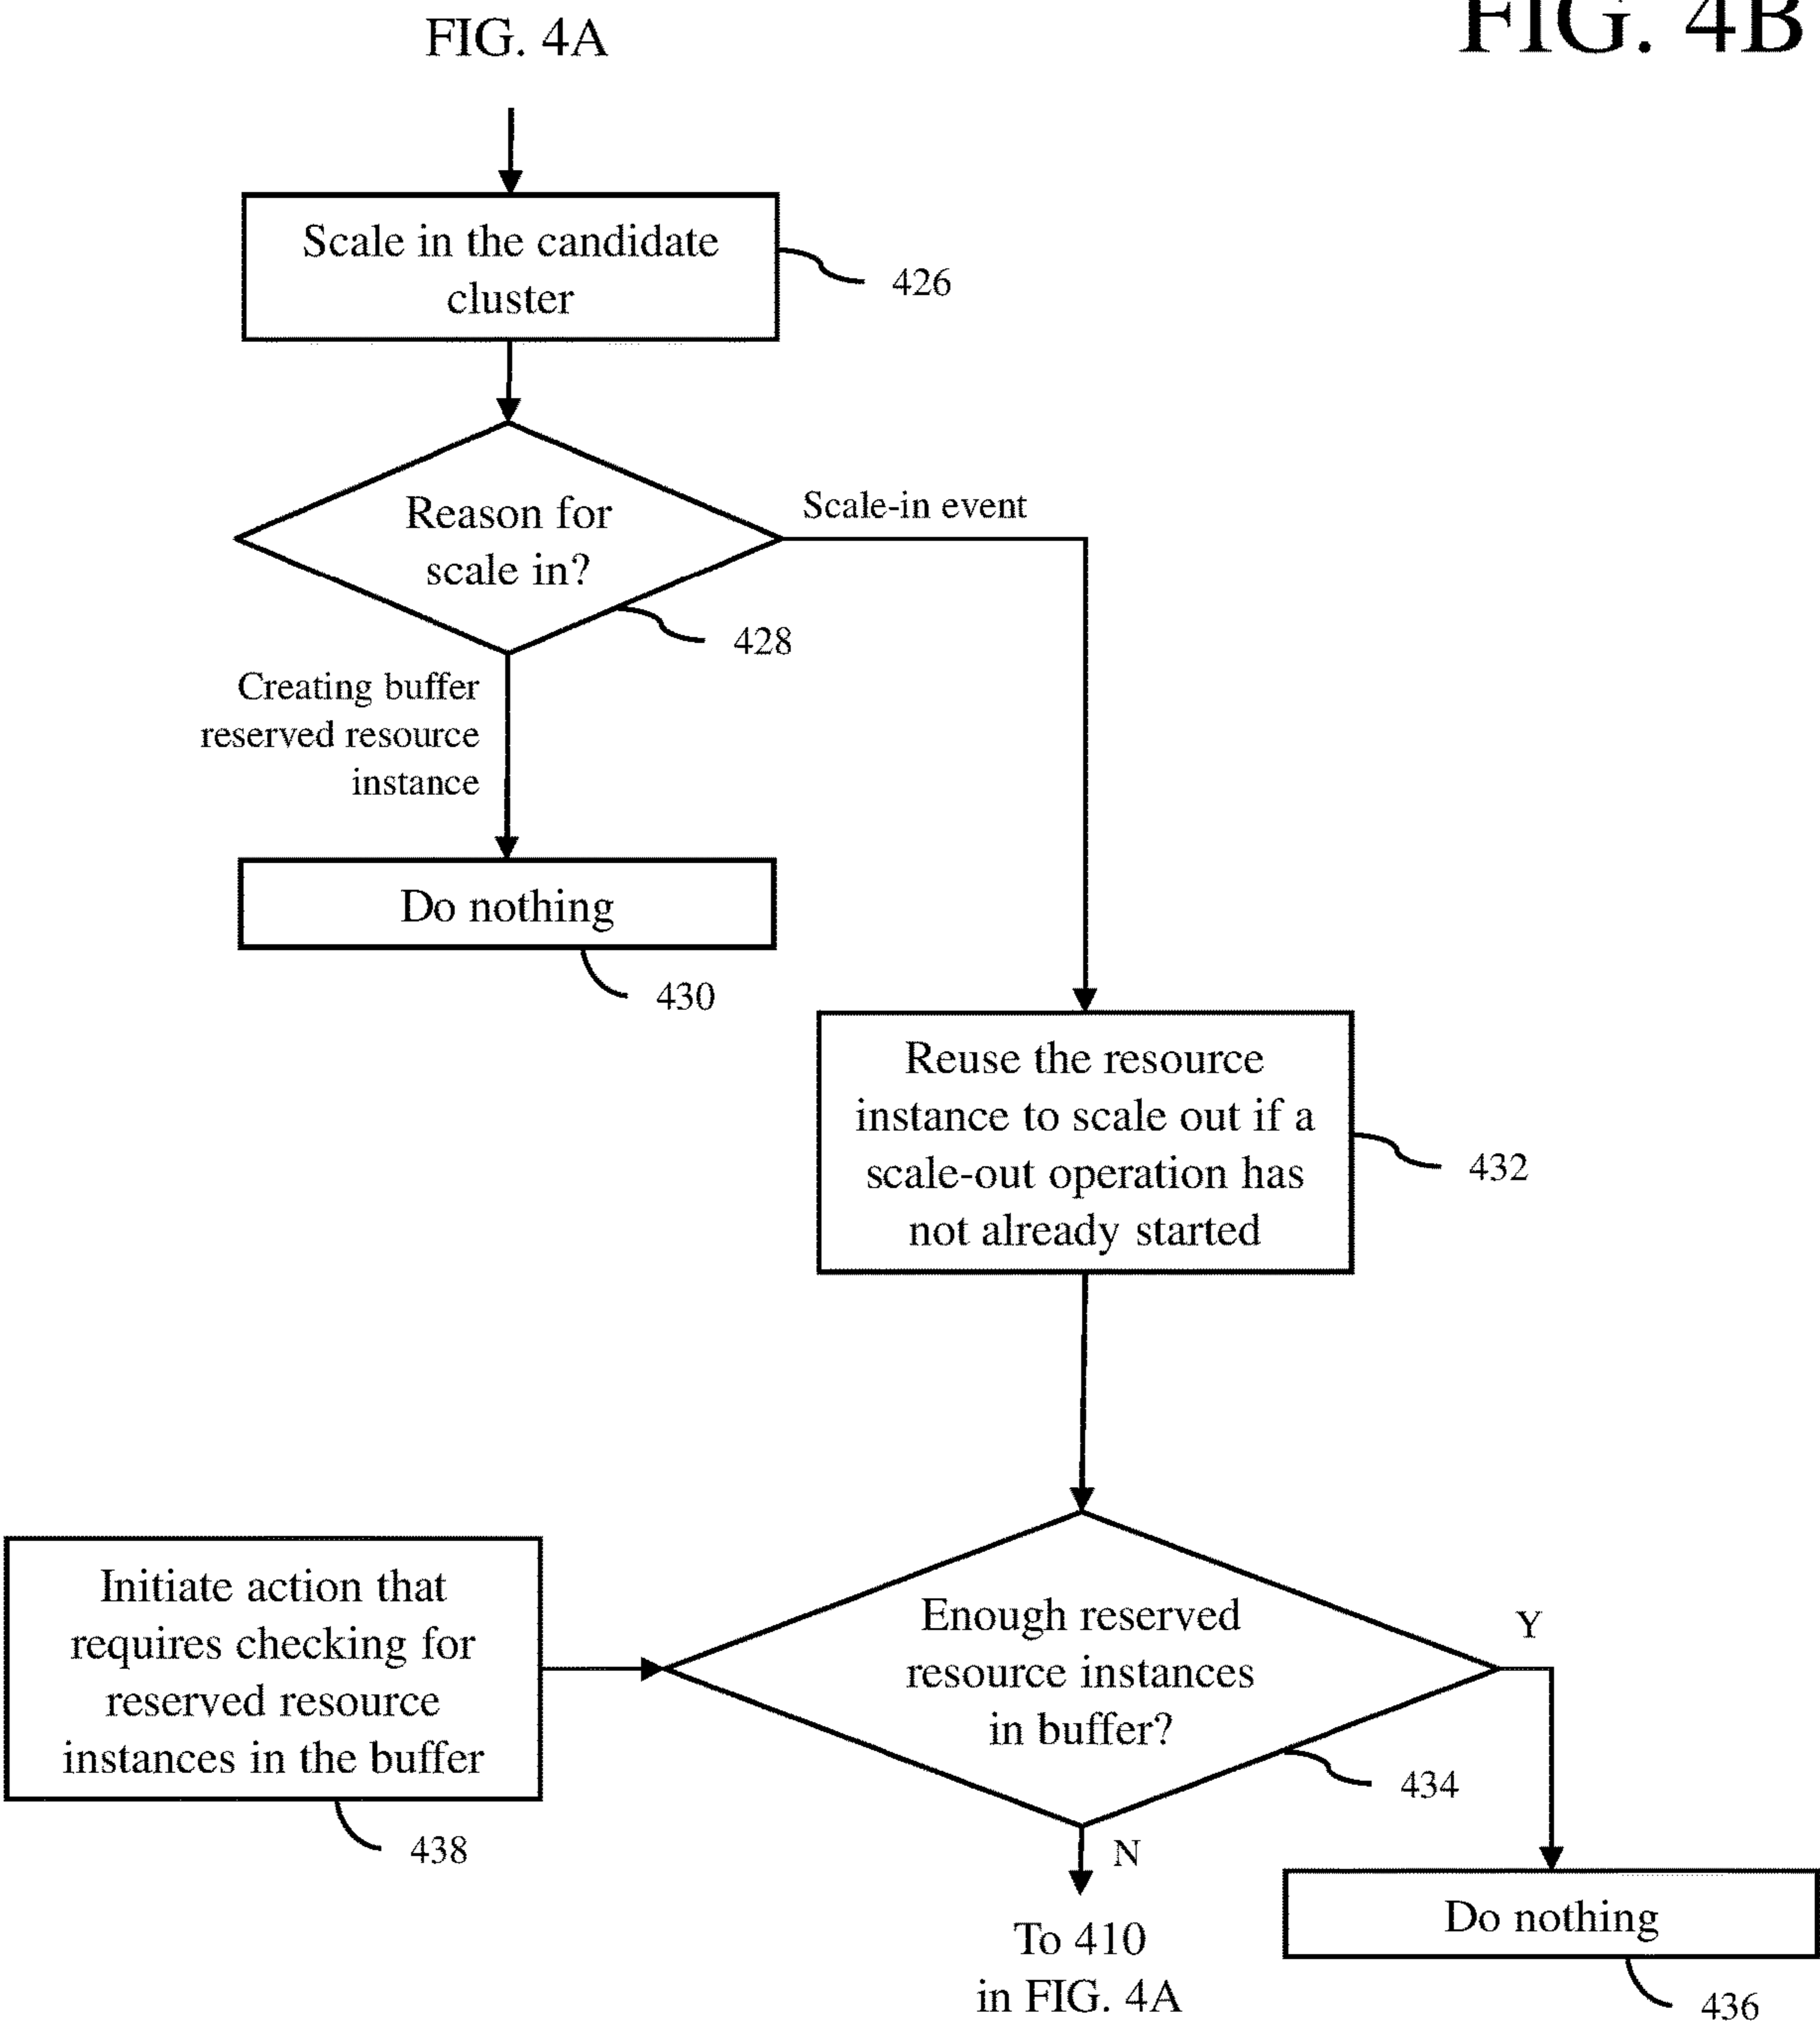 FIG. 4A
FIG. 4B
Scale in the candidate
cluster
426
Reason for
scale in?
428
Scale-in event
Creating buffer
reserved resource
instance
Do nothing
430
Reuse the resource
instance to scale out if a
scale-out operation has
not already started
432
Initiate action that
requires checking for
reserved resource
instances in the buffer
438
Enough reserved
resource instances
in buffer?
434
Y
N
To 410
in FIG. 4A
Do nothing
436